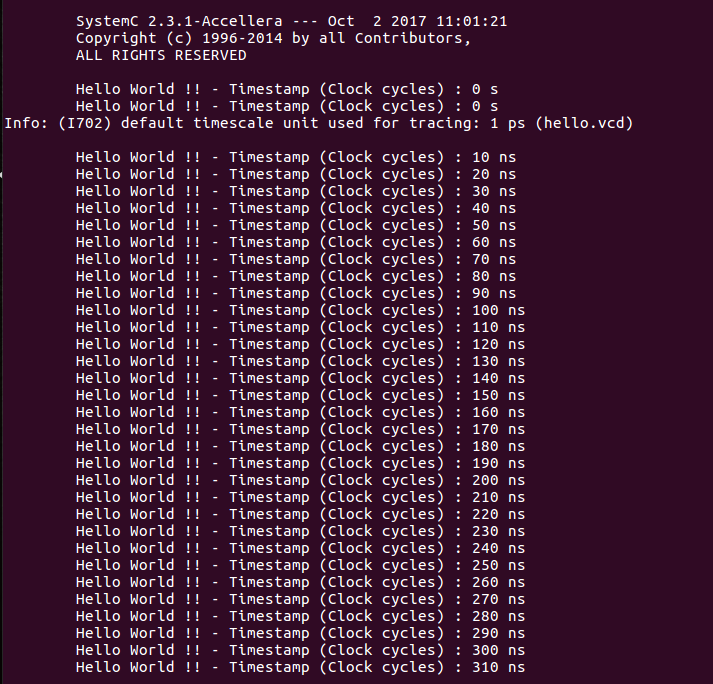 SystemC 2.3.1-Accellera --- Oct  2 2017 11:01:21
Copyright (c) 1996-2014 by all Contributors,
ALL RIGHTS RESERVED
Hello World !! - Timestamp (Clock cycles) : 0 s
Hello World !! - Timestamp (Clock cycles) : 0 s
Info: (I702) default timescale unit used for tracing: 1 ps (hello.vcd)
Hello World !! - Timestamp (Clock cycles) : 10 ns
Hello World !! - Timestamp (Clock cycles) : 20 ns
Hello World !! - Timestamp (Clock cycles) : 30 ns
Hello World !! - Timestamp (Clock cycles) : 40 ns
Hello World !! - Timestamp (Clock cycles) : 50 ns
Hello World !! - Timestamp (Clock cycles) : 60 ns
Hello World !! - Timestamp (Clock cycles) : 70 ns
Hello World !! - Timestamp (Clock cycles) : 80 ns
Hello World !! - Timestamp (Clock cycles) : 90 ns
Hello World !! - Timestamp (Clock cycles) : 100 ns
Hello World !! - Timestamp (Clock cycles) : 110 ns
Hello World !! - Timestamp (Clock cycles) : 120 ns
Hello World !! - Timestamp (Clock cycles) : 130 ns
Hello World !! - Timestamp (Clock cycles) : 140 ns
Hello World !! - Timestamp (Clock cycles) : 150 ns
Hello World !! - Timestamp (Clock cycles) : 160 ns
Hello World !! - Timestamp (Clock cycles) : 170 ns
Hello World !! - Timestamp (Clock cycles) : 180 ns
Hello World !! - Timestamp (Clock cycles) : 190 ns
Hello World !! - Timestamp (Clock cycles) : 200 ns
Hello World !! - Timestamp (Clock cycles) : 210 ns
Hello World !! - Timestamp (Clock cycles) : 220 ns
Hello World !! - Timestamp (Clock cycles) : 230 ns
Hello World !! - Timestamp (Clock cycles) : 240 ns
Hello World !! - Timestamp (Clock cycles) : 250 ns
Hello World !! - Timestamp (Clock cycles) : 260 ns
Hello World !! - Timestamp (Clock cycles) : 270 ns
Hello World !! - Timestamp (Clock cycles) : 280 ns
Hello World !! - Timestamp (Clock cycles) : 290 ns
Hello World !! - Timestamp (Clock cycles) : 300 ns
Hello World !! - Timestamp (Clock cycles) : 310 ns